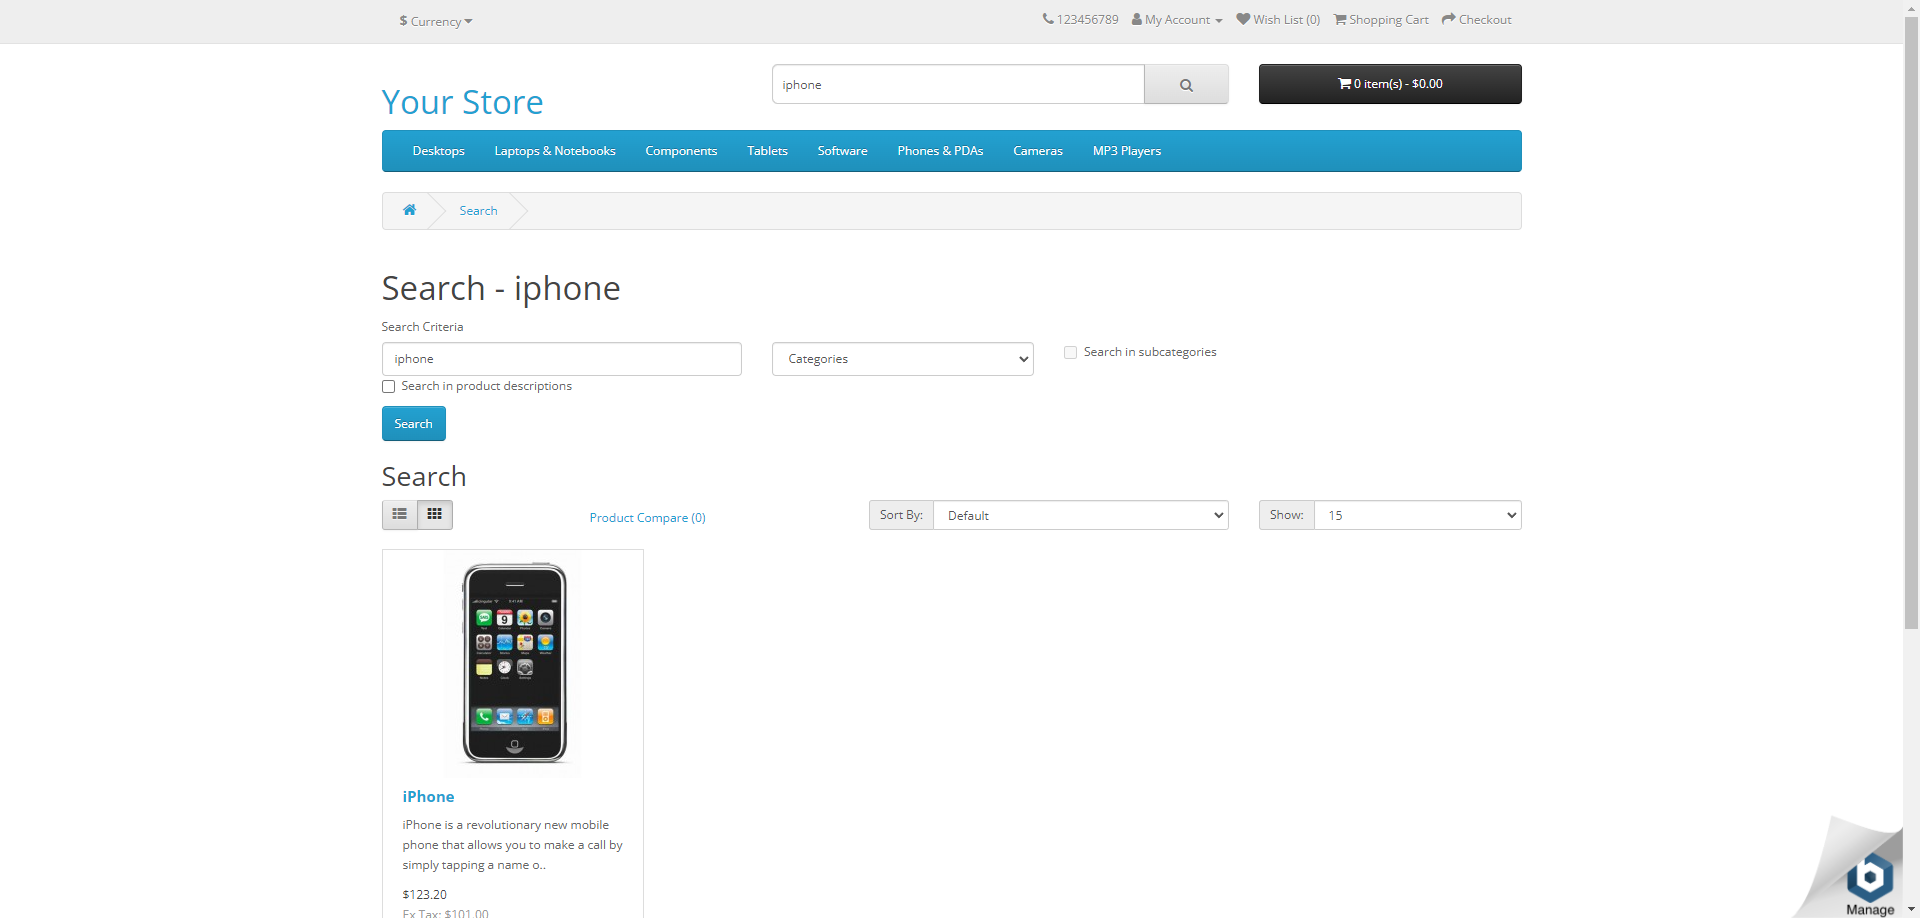 $ Currency
123456789 My Account Wish List (0) Shopping Cart Checkout
Your Store
iphone
0 item(s) - $0.00
Desktops Laptops & Notebooks Components Tablets Software Phones & PDAs Cameras MP3 Players
Search
Search - iphone
Search Criteria
iphone
Categories
Search in subcategories
Search in product descriptions
Search
Search
Product Compare (0)
Sort By: Default
Show: 15
iPhone
iPhone is a revolutionary new mobile
phone that allows you to make a call by
simply tapping a name o..
$123.20
Ex Tax: $101.00
Manage